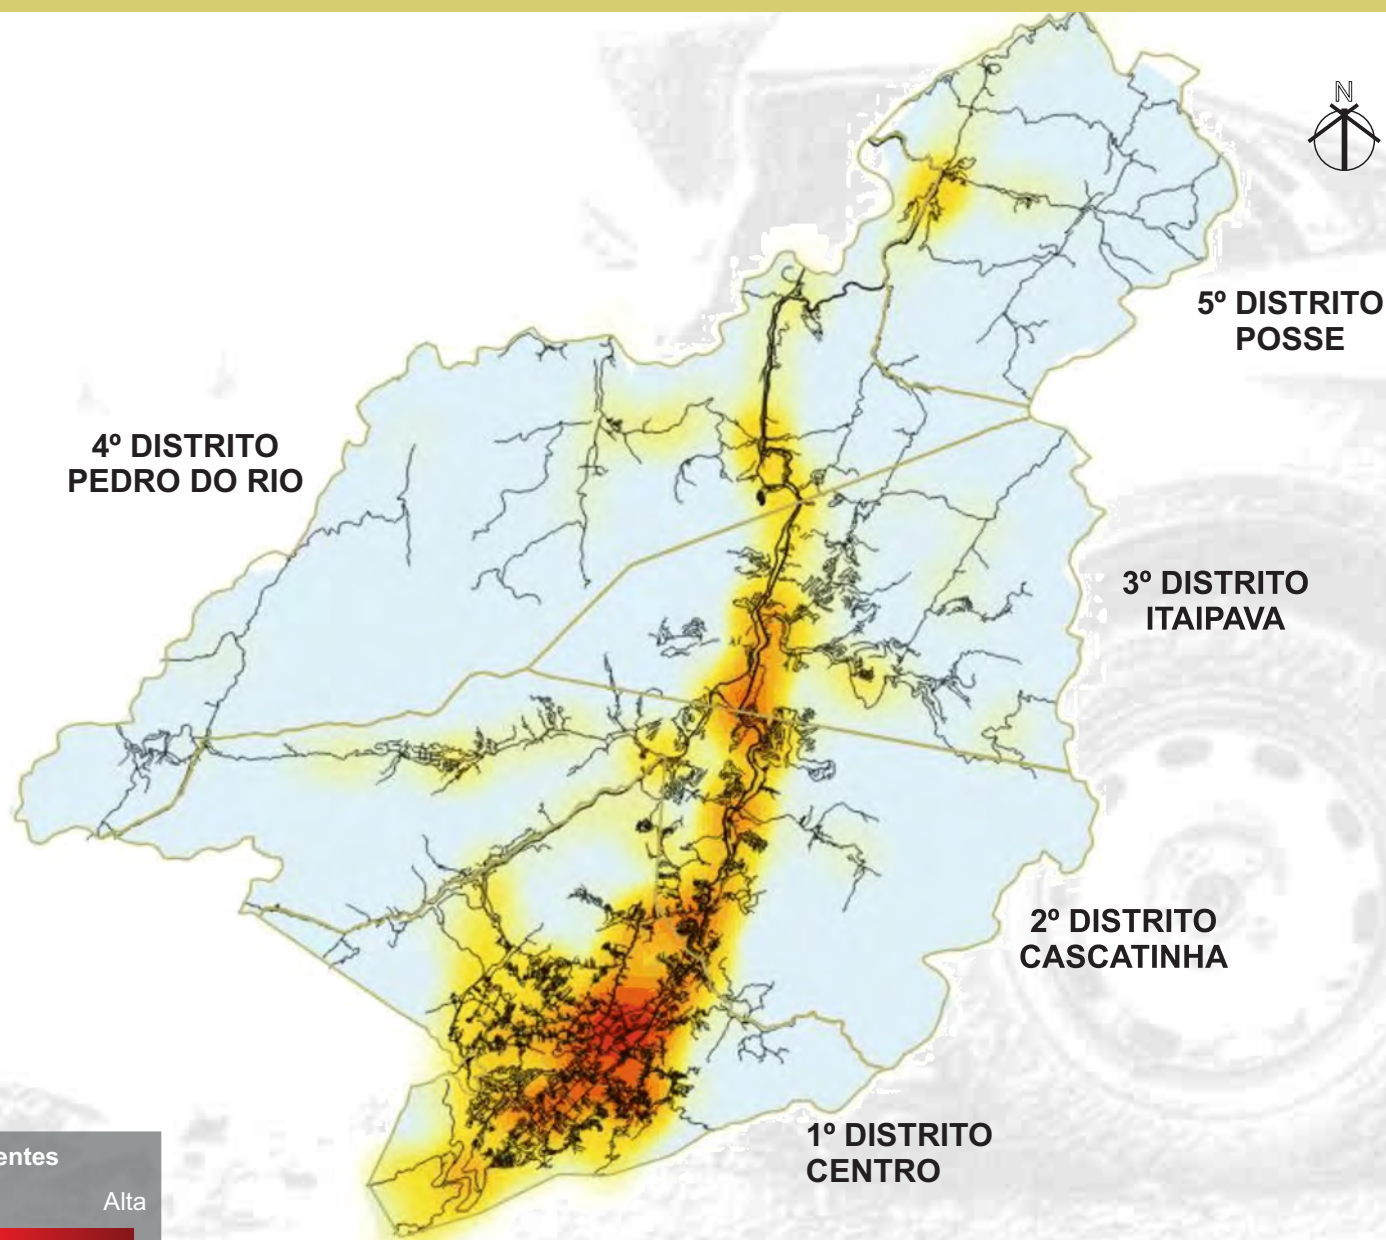 N
5º DISTRITO
POSSE
4º DISTRITO
PEDRO DO RIO
3º DISTRITO
ITAIPAVA
2º DISTRITO
CASCATINHA
1º DISTRITO
CENTRO
entes
Alta